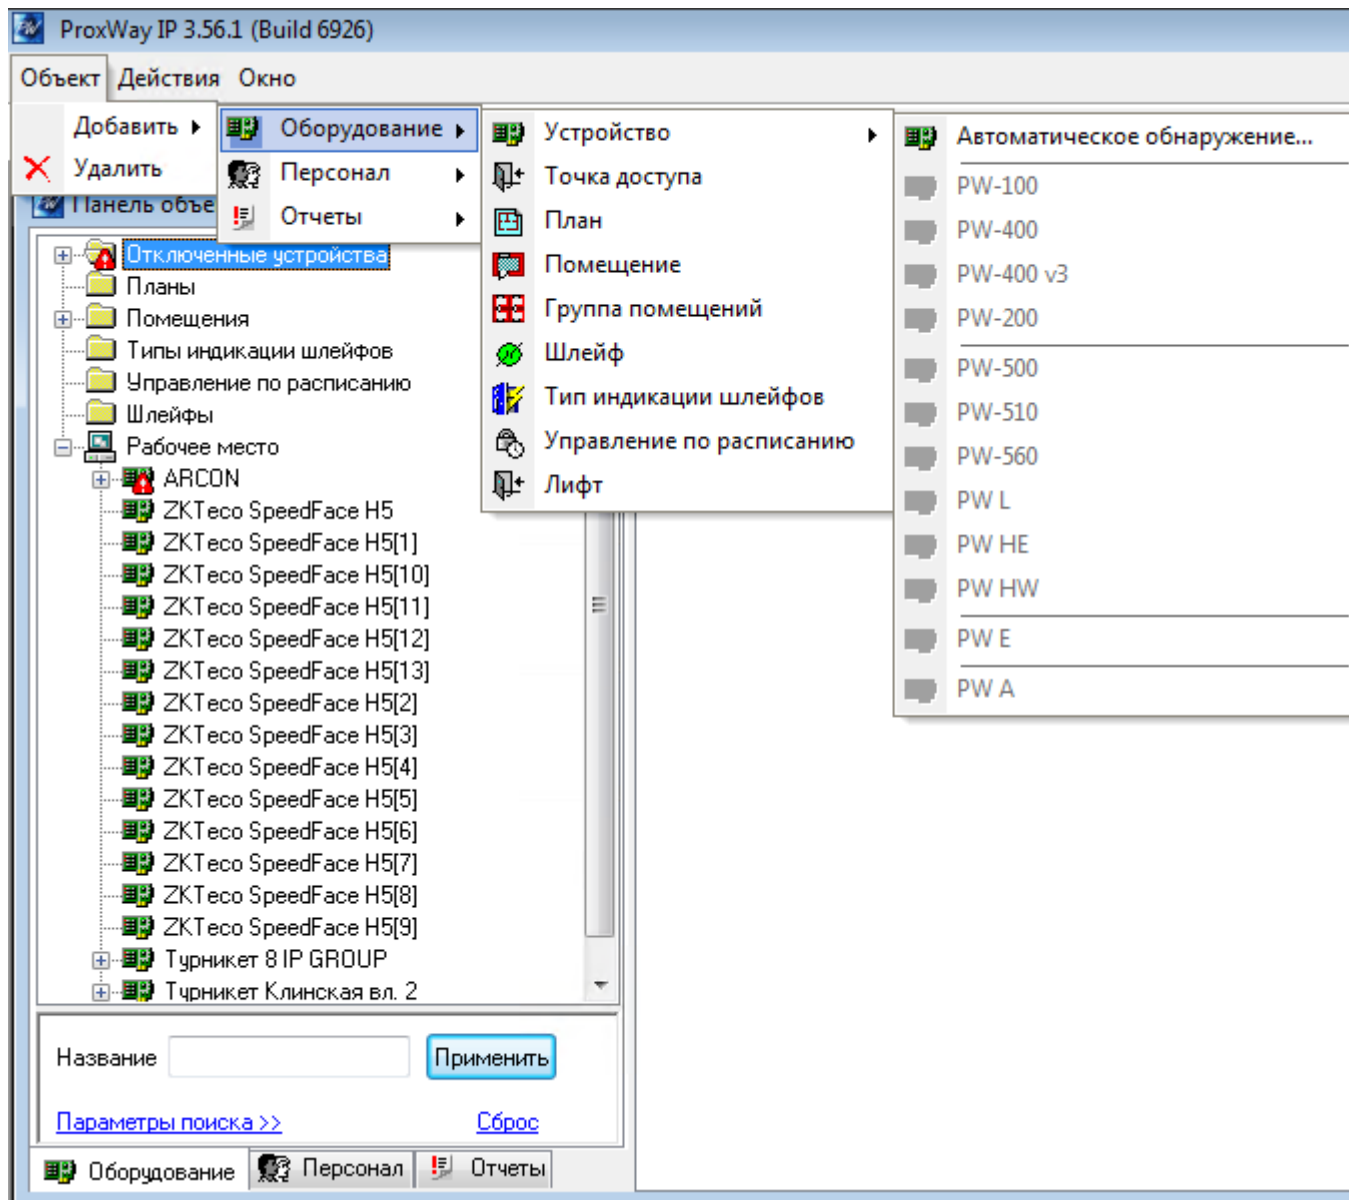 ProxWay IP 3.56.1 (Build 6926)
Объект Действия Окно
Добавить
Удалить
Оборудование
Персонал
Отчеты
Устройство
Точка доступа
План
Помещение
Группа помещений
Шлейф
Тип индикации шлейфов
Управление по расписанию
Лифт
Автоматическое обнаружение...
PW-100
PW-400
PW-400 v3
PW-200
PW-500
PW-510
PW-560
PW L
PW HE
PW HW
PW E
PW A
Панель объе
Отключенные устройства
Планы
Помещения
Типы индикации шлейфов
Управление по расписанию
Шлейфы
Рабочее место
ARCON
ZKTeco SpeedFace H5
ZKTeco SpeedFace H5[1]
ZKTeco SpeedFace H5[10]
ZKTeco SpeedFace H5[11]
ZKTeco SpeedFace H5[12]
ZKTeco SpeedFace H5[13]
ZKTeco SpeedFace H5[2]
ZKTeco SpeedFace H5[3]
ZKTeco SpeedFace H5[4]
ZKTeco SpeedFace H5[5]
ZKTeco SpeedFace H5[6]
ZKTeco SpeedFace H5[7]
ZKTeco SpeedFace H5[8]
ZKTeco SpeedFace H5[9]
Турникет 8 IP GROUP
Турникет Клинская вл. 2
Название Применить
Параметры поиска >> Сброс
Оборудование Персонал Отчеты